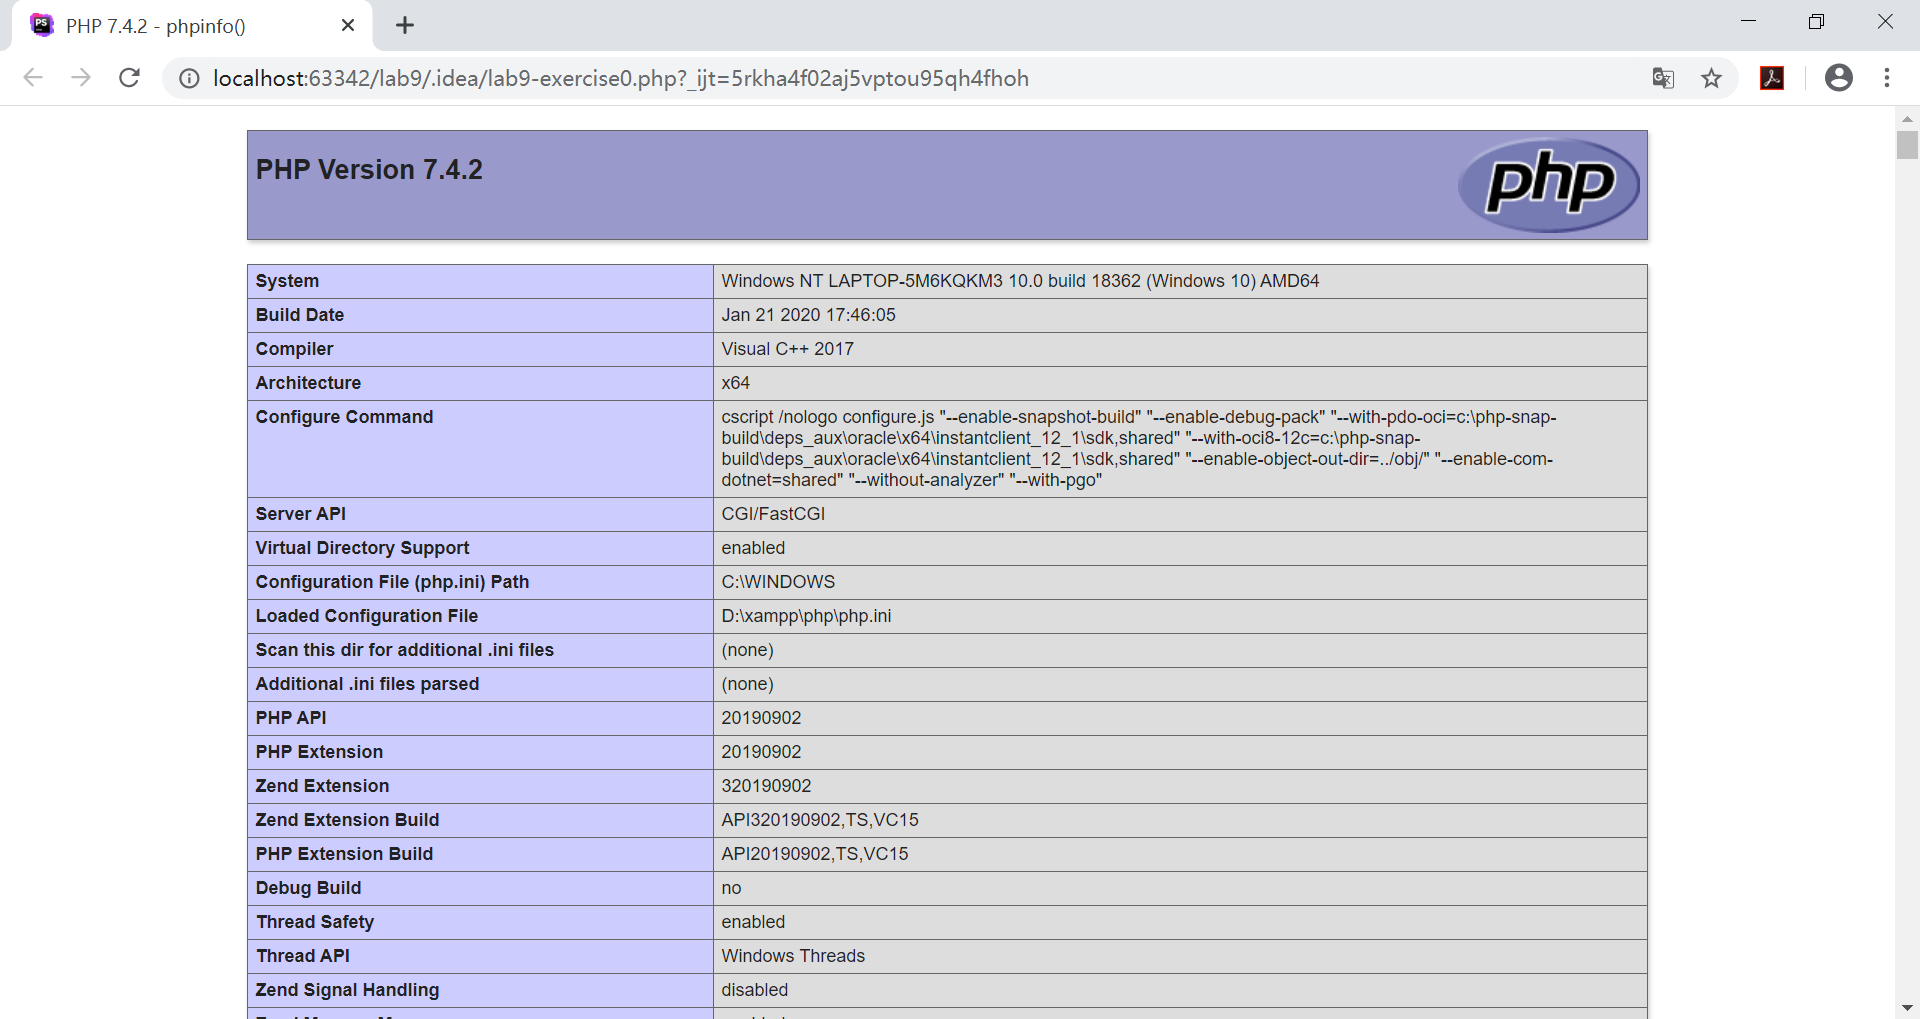 PHP 7.4.2 - phpinfo()
localhost:63342/lab9/.idea/lab9-exercise0.php?_ijt=5rkha4f02aj5vptou95qh4fhoh
PHP Version 7.4.2
php
System Windows NT LAPTOP-5M6KQKM3 10.0 build 18362 (Windows 10) AMD64
Build Date Jan 21 2020 17:46:05
Compiler Visual C++ 2017
Architecture x64
Configure Command cscript /nologo configure.js "--enable-snapshot-build" "--enable-debug-pack" "--with-pdo-oci=c:\php-snap-
build\deps_aux\oracle\x64\instantclient_12_1\sdk,shared" "--with-oci8-12c=c:\php-snap-
build\deps_aux\oracle\x64\instantclient_12_1\sdk,shared" "--enable-object-out-dir=../obj/" "--enable-com-
dotnet=shared" "--without-analyzer" "--with-pgo"
Server API CGI/FastCGI
Virtual Directory Support enabled
Configuration File (php.ini) Path C:\WINDOWS
Loaded Configuration File D:\xampp\php\php.ini
Scan this dir for additional .ini files (none)
Additional .ini files parsed (none)
PHP API 20190902
PHP Extension 20190902
Zend Extension 320190902
Zend Extension Build API320190902,TS,VC15
PHP Extension Build API20190902,TS,VC15
Debug Build no
Thread Safety enabled
Thread API Windows Threads
Zend Signal Handling disabled